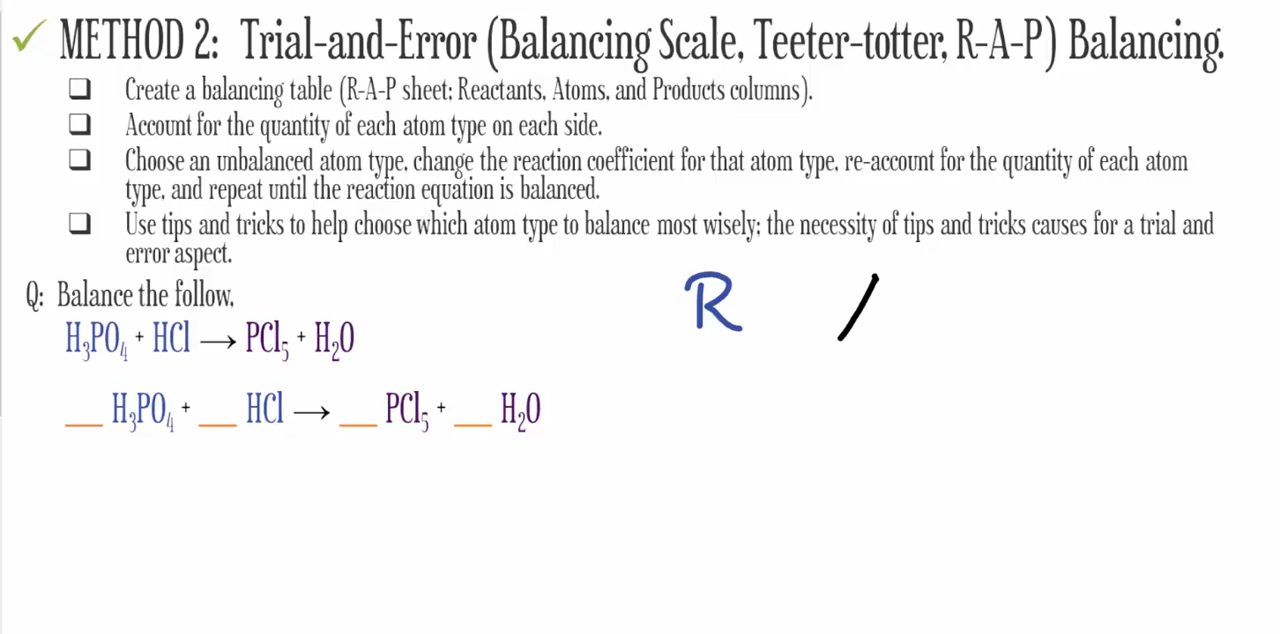 ✓ METHOD 2: Trial-and-Error (Balancing Scale, Teeter-totter, R-A-P) Balancing.
❑ Create a balancing table (R-A-P sheet; Reactants, Atoms, and Products columns).
❑ Account for the quantity of each atom type on each side.
❑ Choose an unbalanced atom type, change the reaction coefficient for that atom type, re-account for the quantity of each atom
type, and repeat until the reaction equation is balanced.
❑ Use tips and tricks to help choose which atom type to balance most wisely; the necessity of tips and tricks causes for a trial and
error aspect.
Q: Balance the follow.
R /
H₃PO₄ + HCl ⟶ PCl₅ + H₂O
__ H₃PO₄ + __ HCl ⟶ __ PCl₅ + __ H₂O